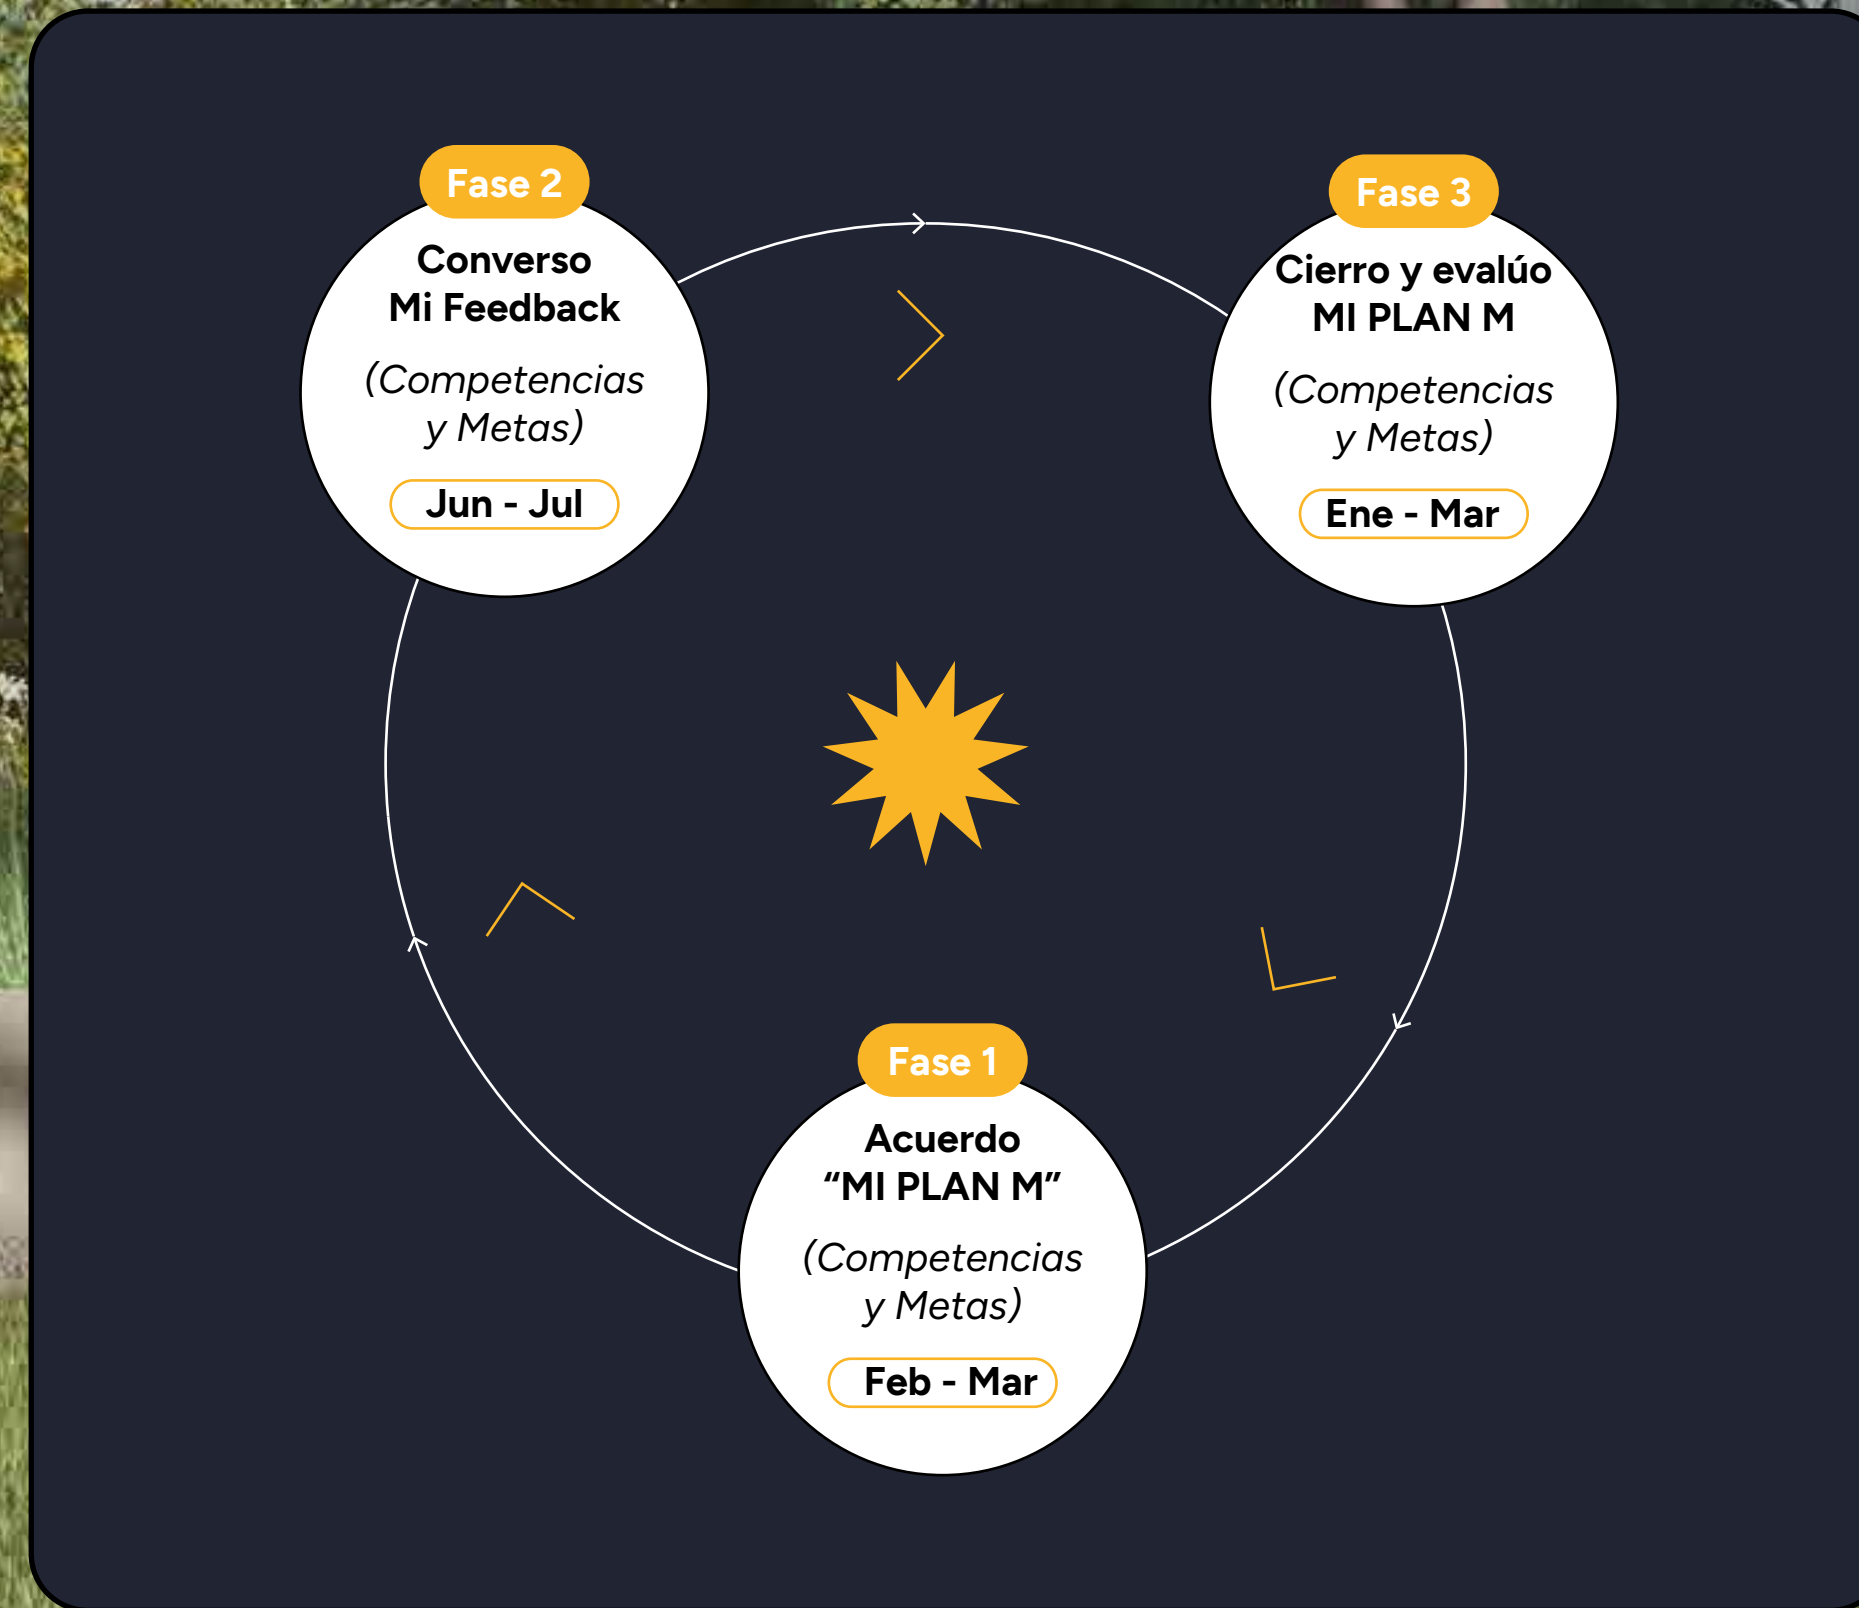 Fase 2
Converso
Mi Feedback
(Competencias
y Metas)
Jun - Jul
Fase 3
Cierro y evalúo
MI PLAN M
(Competencias
y Metas)
Ene - Mar
Fase 1
Acuerdo
“MI PLAN M”
(Competencias
y Metas)
Feb - Mar